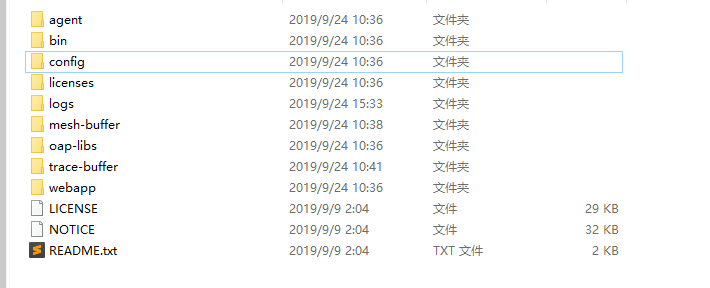 agent 2019/9/24 10:36 文件夹
bin 2019/9/24 10:36 文件夹
config 2019/9/24 10:36 文件夹
licenses 2019/9/24 10:36 文件夹
logs 2019/9/24 15:33 文件夹
mesh-buffer 2019/9/24 10:38 文件夹
oap-libs 2019/9/24 10:36 文件夹
trace-buffer 2019/9/24 10:41 文件夹
webapp 2019/9/24 10:36 文件夹
LICENSE 2019/9/9 2:04 文件 29 KB
NOTICE 2019/9/9 2:04 文件 32 KB
README.txt 2019/9/9 2:04 TXT 文件 2 KB